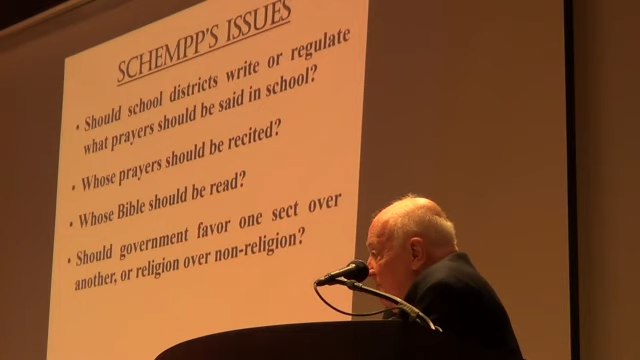 SCHEMPP'S ISSUES
• Should school districts write or regulate
what prayers should be said in school?
• Whose prayers should be recited?
• Whose Bible should be read?
• Should government favor one sect over
another, or religion over non-religion?